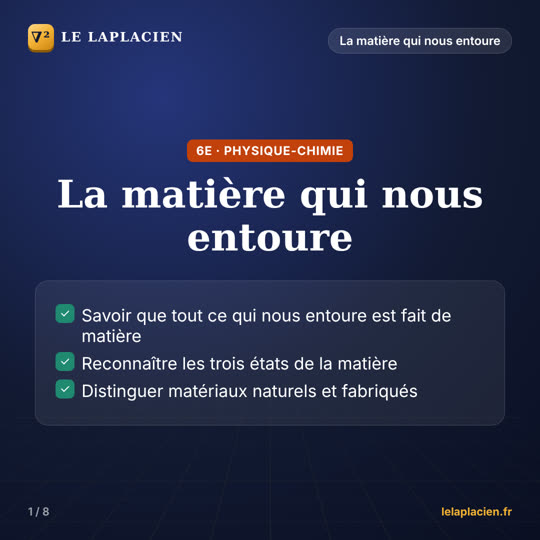 ∇² LE LAPLACIEN
La matière qui nous entoure
6E · PHYSIQUE-CHIMIE
La matière qui nous
entoure
Savoir que tout ce qui nous entoure est fait de
matière
Reconnaître les trois états de la matière
Distinguer matériaux naturels et fabriqués
1 / 8
lelaplacien.fr